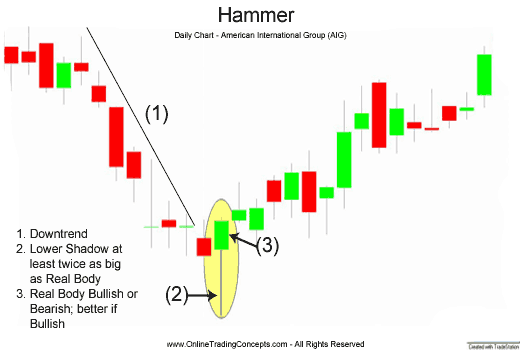 Hammer
Daily Chart - American International Group (AIG)
(1)
1. Downtrend
2. Lower Shadow at
least twice as big
as Real Body
3. Real Body Bullish or
Bearish; better if
Bullish
(3)
(2)
www.OnlineTradingConcepts.com - All Rights Reserved
Created with TradeStation